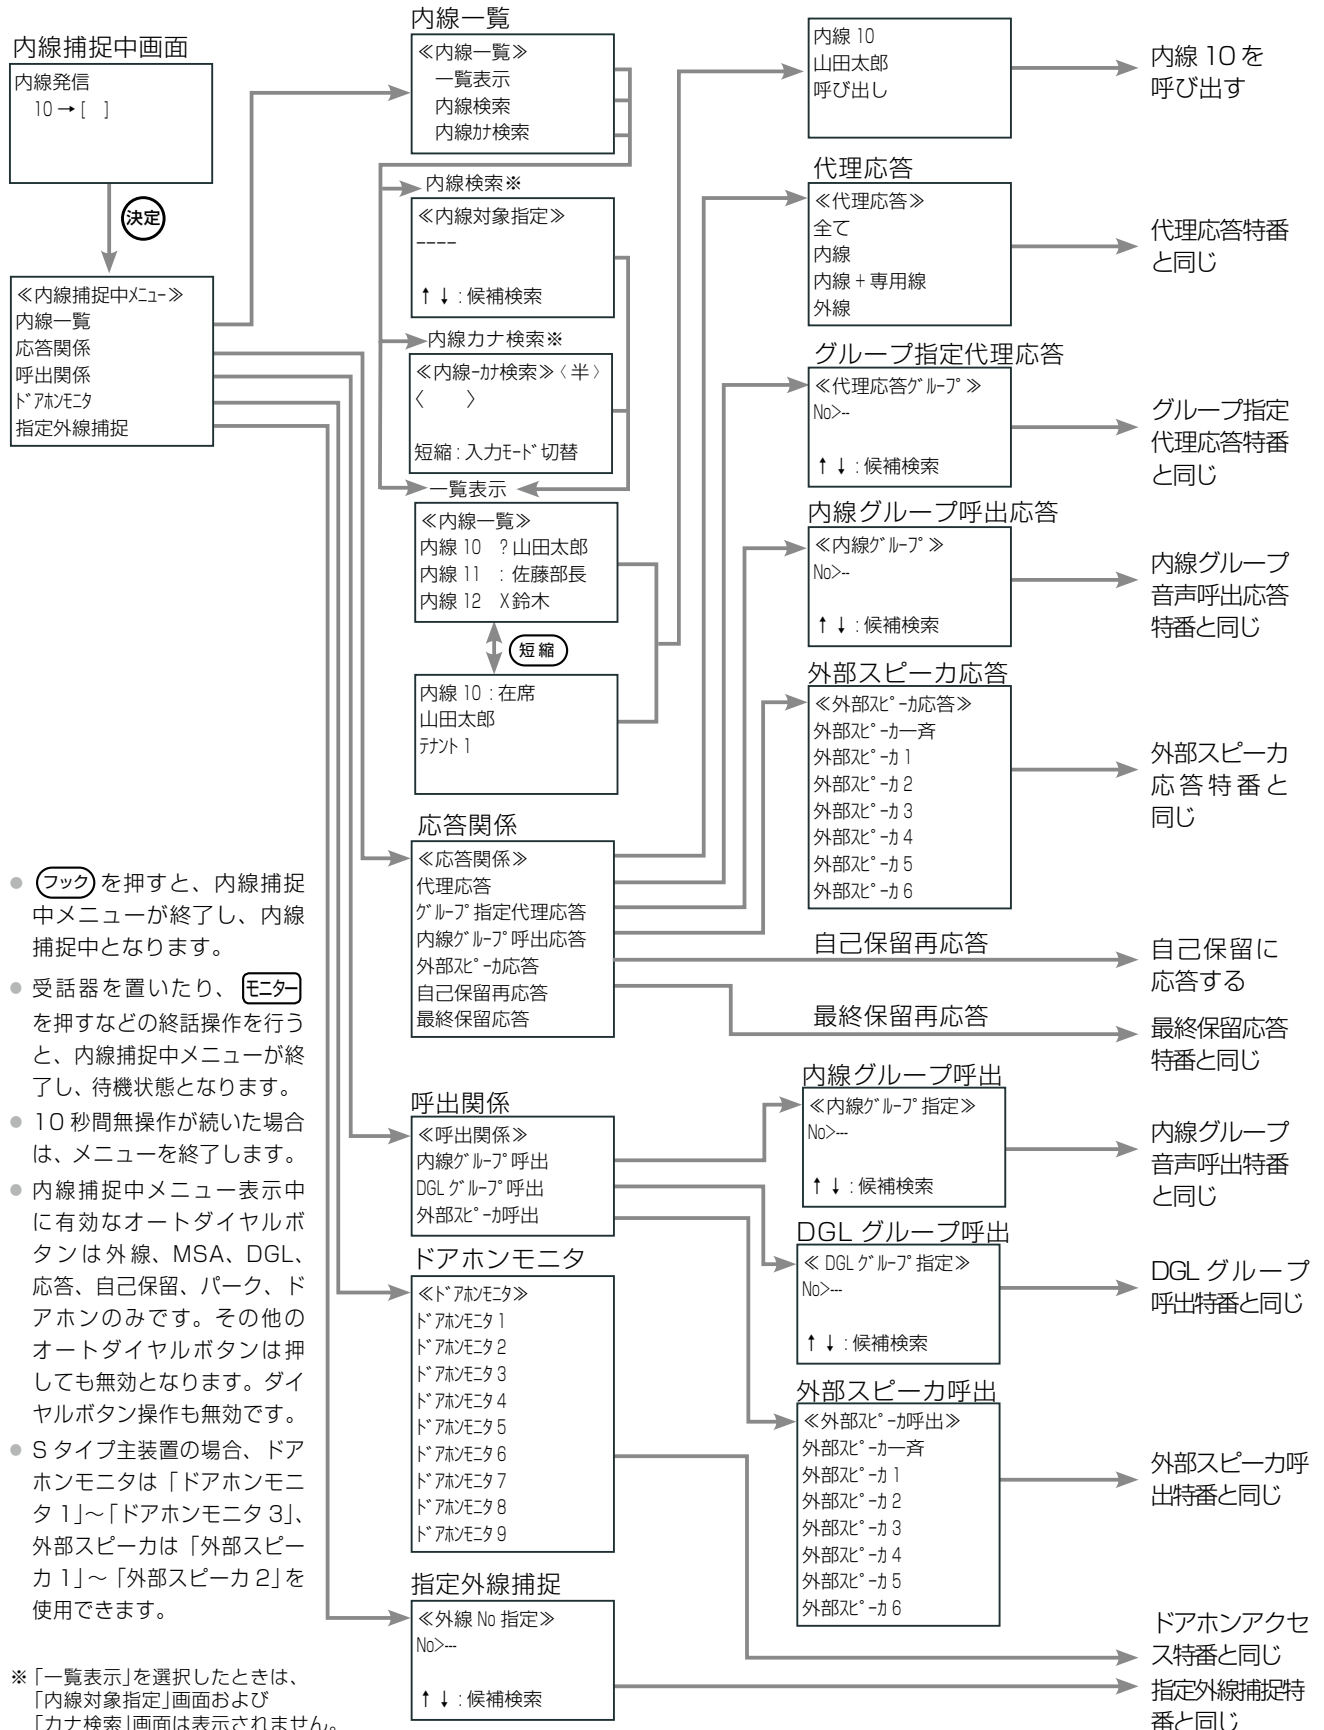 内線捕捉中画面
内線発信
10→[ ]
決定
≪内線捕捉中ﾒﾆｭｰ≫
内線一覧
応答関係
呼出関係
ﾄﾞｱﾎﾝﾓﾆﾀ
指定外線捕捉
● フックを押すと、内線捕捉
中メニューが終了し、内線
捕捉中となります。
● 受話器を置いたり、モニター
を押すなどの終話操作を行う
と、内線捕捉中メニューが終
了し、待機状態となります。
● 10 秒間無操作が続いた場合
は、メニューを終了します。
● 内線捕捉中メニュー表示中
に有効なオートダイヤルボ
タンは外線、MSA、DGL、
応答、自己保留、パーク、ド
アホンのみです。その他の
オートダイヤルボタンは押
しても無効となります。ダイ
ヤルボタン操作も無効です。
● S タイプ主装置の場合、ドア
ホンモニタは「ドアホンモニ
タ 1」～「ドアホンモニタ 3」、
外部スピーカは「外部スピー
カ 1」～「外部スピーカ 2」を
使用できます。
※「一覧表示」を選択したときは、
「内線対象指定」画面および
「カナ検索」画面は表示されません。
内線一覧
≪内線一覧≫
一覧表示
内線検索
内線ｶﾅ検索
内線検索※
≪内線対象指定≫
----
↑↓:候補検索
内線カナ検索※
≪内線-ｶﾅ検索≫〈半〉
〈　〉
短縮:入力ﾓｰﾄﾞ切替
一覧表示
≪内線一覧≫
内線 10 ?山田太郎
内線 11 :佐藤部長
内線 12 X鈴木
短縮
内線 10 :在席
山田太郎
ﾃﾅﾝﾄ 1
応答関係
≪応答関係≫
代理応答
ｸﾞﾙｰﾌﾟ指定代理応答
内線ｸﾞﾙｰﾌﾟ呼出応答
外部ｽﾋﾟｰｶ応答
自己保留再応答
最終保留応答
呼出関係
≪呼出関係≫
内線ｸﾞﾙｰﾌﾟ呼出
DGL ｸﾞﾙｰﾌﾟ呼出
外部ｽﾋﾟｰｶ呼出
ドアホンモニタ
≪ﾄﾞｱﾎﾝﾓﾆﾀ≫
ﾄﾞｱﾎﾝﾓﾆﾀ 1
ﾄﾞｱﾎﾝﾓﾆﾀ 2
ﾄﾞｱﾎﾝﾓﾆﾀ 3
ﾄﾞｱﾎﾝﾓﾆﾀ 4
ﾄﾞｱﾎﾝﾓﾆﾀ 5
ﾄﾞｱﾎﾝﾓﾆﾀ 6
ﾄﾞｱﾎﾝﾓﾆﾀ 7
ﾄﾞｱﾎﾝﾓﾆﾀ 8
ﾄﾞｱﾎﾝﾓﾆﾀ 9
指定外線捕捉
≪外線 No 指定≫
No>---
↑↓:候補検索
内線 10
山田太郎
呼び出し
代理応答
≪代理応答≫
全て
内線
内線 + 専用線
外線
グループ指定代理応答
≪代理応答ｸﾞﾙｰﾌﾟ≫
No>--
↑↓:候補検索
内線グループ呼出応答
≪内線ｸﾞﾙｰﾌﾟ≫
No>--
↑↓:候補検索
外部スピーカ応答
≪外部ｽﾋﾟｰｶ応答≫
外部ｽﾋﾟｰｶ一斉
外部ｽﾋﾟｰｶ 1
外部ｽﾋﾟｰｶ 2
外部ｽﾋﾟｰｶ 3
外部ｽﾋﾟｰｶ 4
外部ｽﾋﾟｰｶ 5
外部ｽﾋﾟｰｶ 6
自己保留再応答
最終保留再応答
内線グループ呼出
≪内線ｸﾞﾙｰﾌﾟ指定≫
No>---
↑↓:候補検索
DGL グループ呼出
≪ DGL ｸﾞﾙｰﾌﾟ指定≫
No>---
↑↓:候補検索
外部スピーカ呼出
≪外部ｽﾋﾟｰｶ呼出≫
外部ｽﾋﾟｰｶ一斉
外部ｽﾋﾟｰｶ 1
外部ｽﾋﾟｰｶ 2
外部ｽﾋﾟｰｶ 3
外部ｽﾋﾟｰｶ 4
外部ｽﾋﾟｰｶ 5
外部ｽﾋﾟｰｶ 6
内線 10 を
呼び出す
代理応答特番
と同じ
グループ指定
代理応答特番
と同じ
内線グループ
音声呼出応答
特番と同じ
外部スピーカ
応答特番と
同じ
自己保留に
応答する
最終保留応答
特番と同じ
内線グループ
音声呼出特番
と同じ
DGL グループ
呼出特番と同じ
外部スピーカ呼
出特番と同じ
ドアホンアクセ
ス特番と同じ
指定外線捕捉特
番と同じ